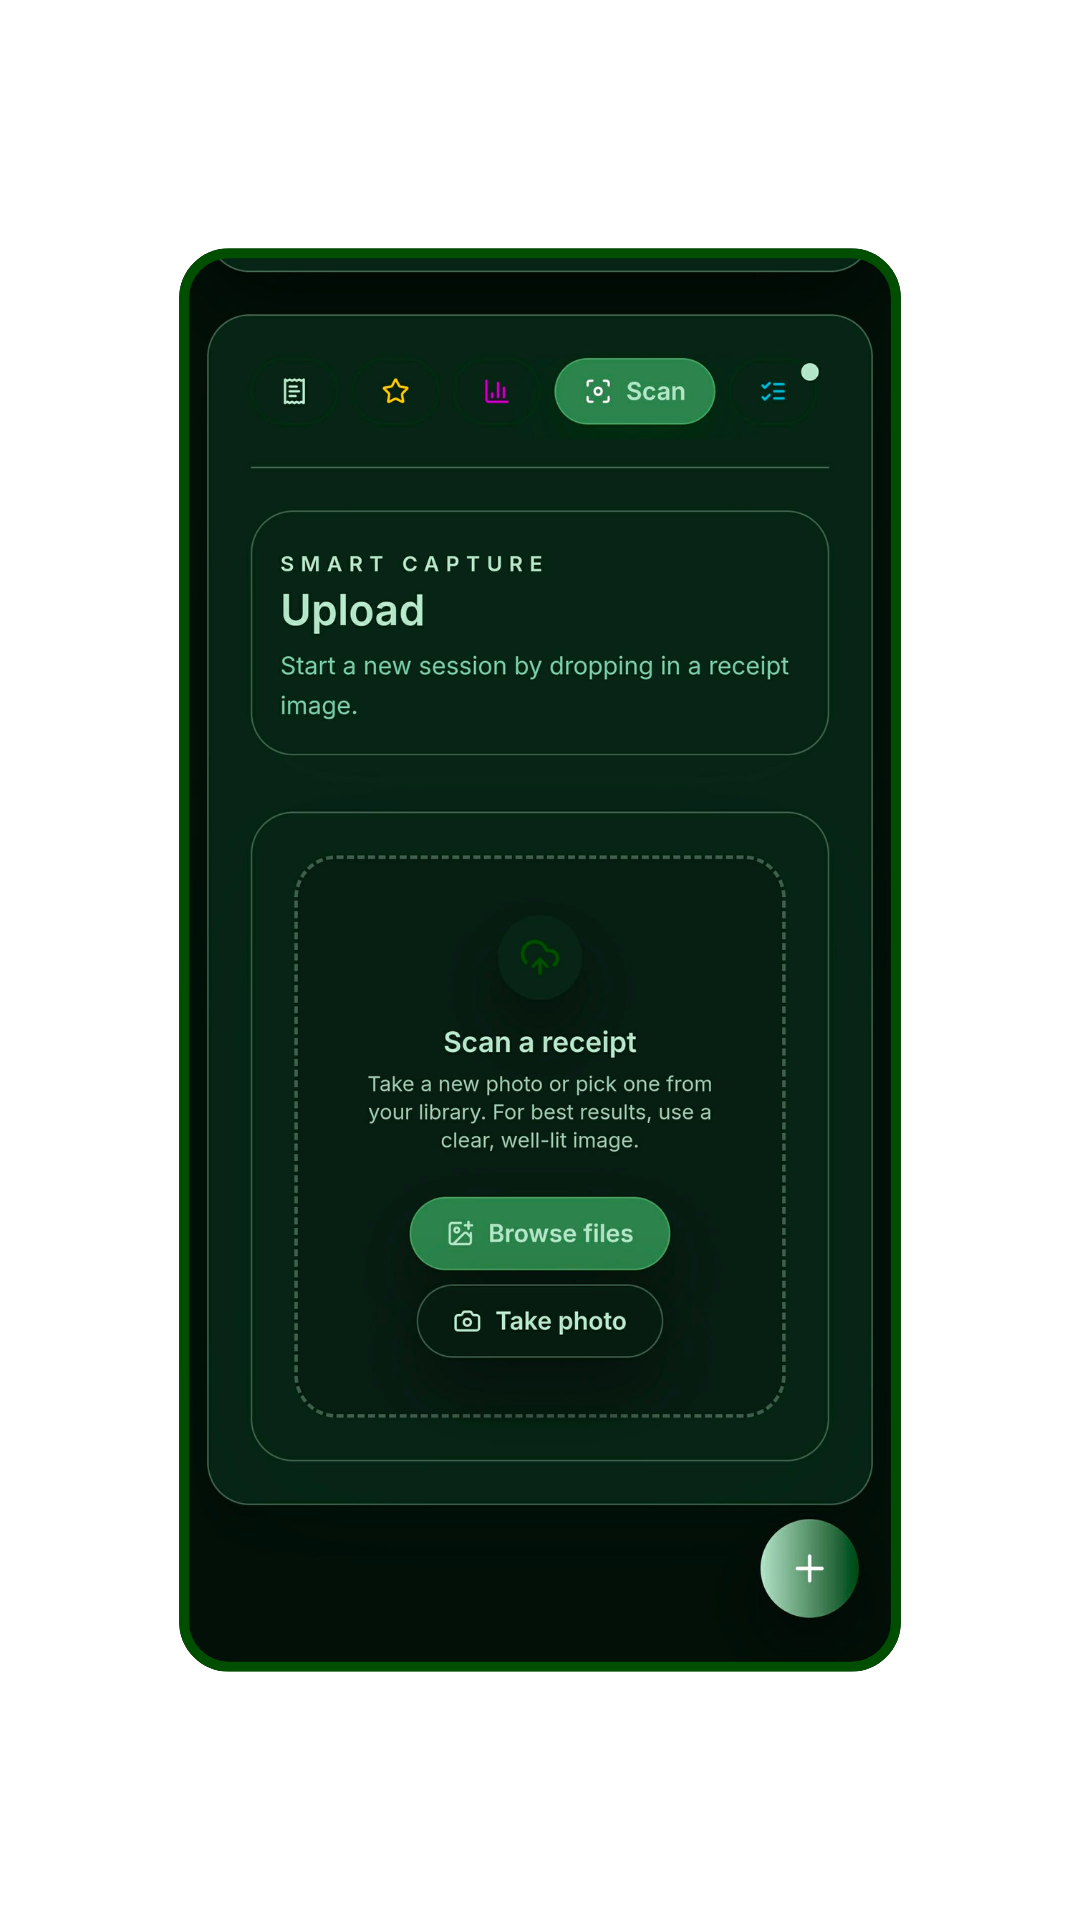 Scan
SMART CAPTURE
Upload
Start a new session by dropping in a receipt
image.
Scan a receipt
Take a new photo or pick one from
your library. For best results, use a
clear, well-lit image.
Browse files
Take photo